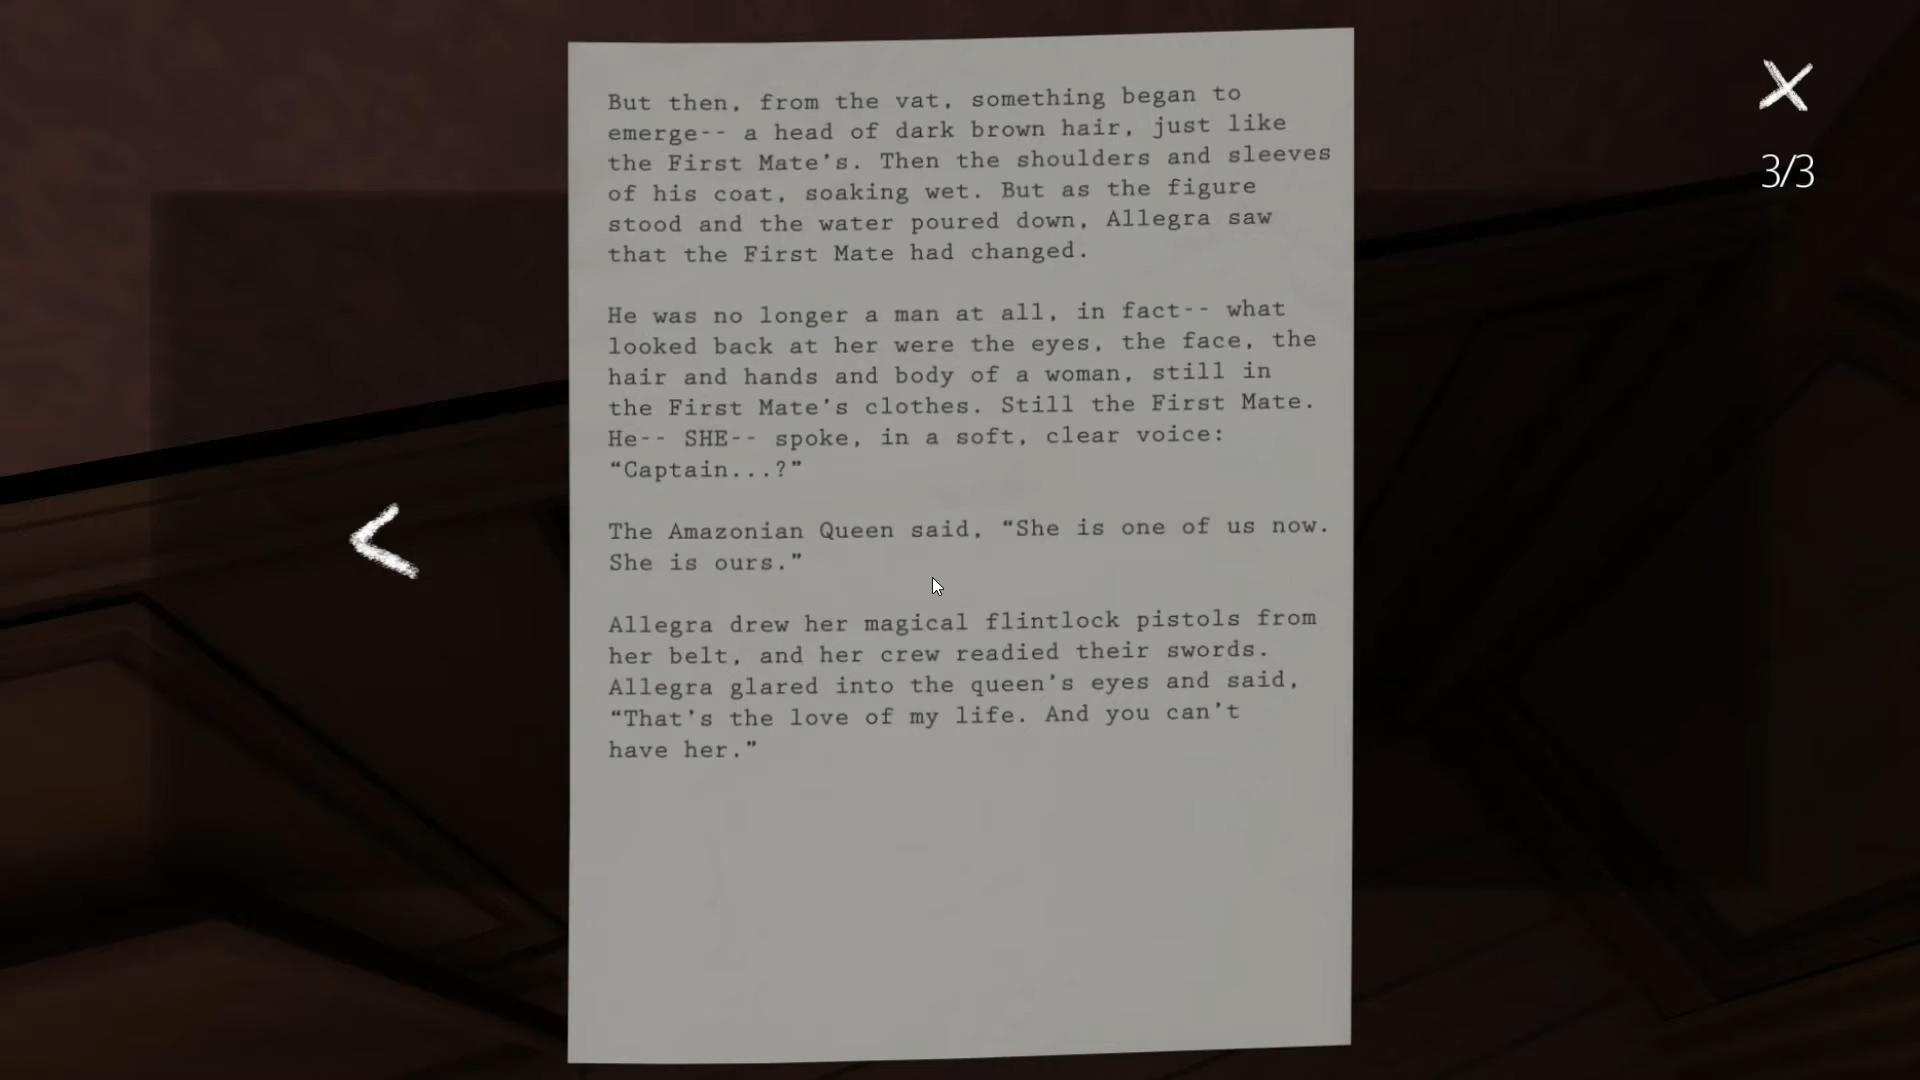 But then, from the vat, something began to
emerge-- a head of dark brown hair, just like
the First Mate's. Then the shoulders and sleeves
of his coat, soaking wet. But as the figure
stood and the water poured down, Allegra saw
that the First Mate had changed.
He was no longer a man at all, in fact-- what
looked back at her were the eyes, the face, the
hair and hands and body of a woman, still in
the First Mate's clothes. Still the First Mate.
He-- SHE-- spoke, in a soft, clear voice:
“Captain...?”
The Amazonian Queen said, “She is one of us now.
She is ours.”
Allegra drew her magical flintlock pistols from
her belt, and her crew readied their swords.
Allegra glared into the queen's eyes and said,
“That's the love of my life. And you can't
have her.”
3/3